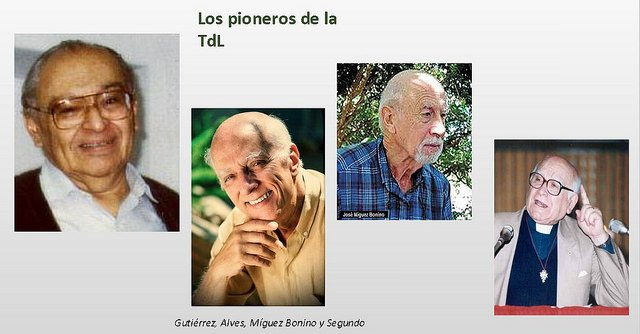 Los pioneros de la
TdL
José Míguez Bonino
Gutiérrez, Alves, Míguez Bonino y Segundo